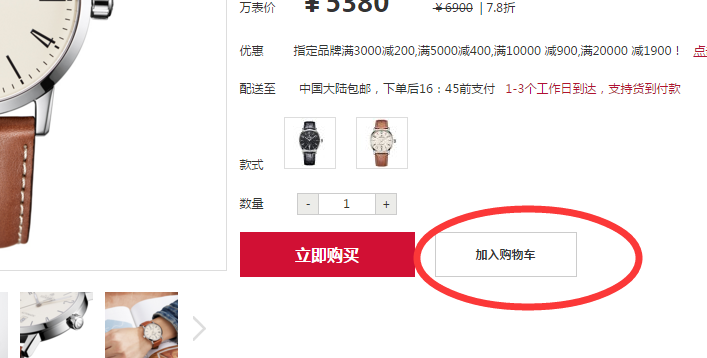 万表价 ￥5380 ￥6900 | 7.8折
优惠 指定品牌满3000减200,满5000减400,满10000 减900,满20000 减1900！ 点
配送至 中国大陆包邮，下单后16：45前支付 1-3个工作日到达，支持货到付款
款式
数量 - 1 +
立即购买 加入购物车